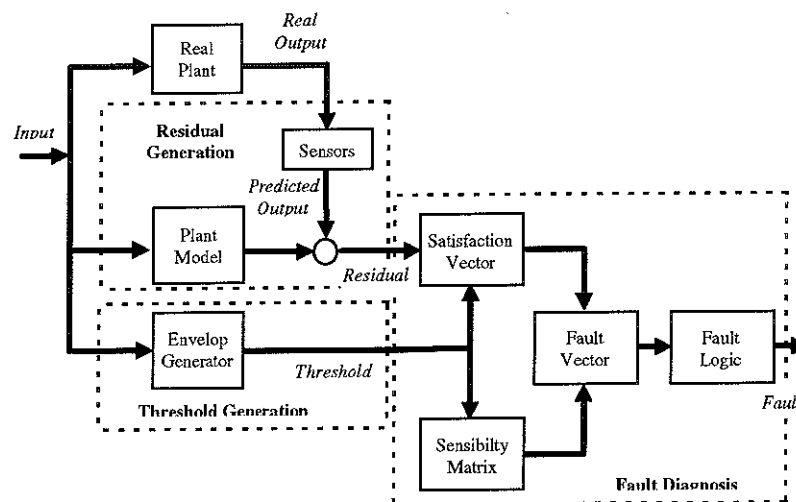 Real
Output
Real
Plant
Input
Residual
Generation
Sensors
Predicted
Output
Plant
Model
Residual
Satisfaction
Vector
Envelop
Generator
Threshold
Threshold Generation
Fault
Vector
Fault
Logic
Fault
Sensibilty
Matrix
Fault Diagnosis